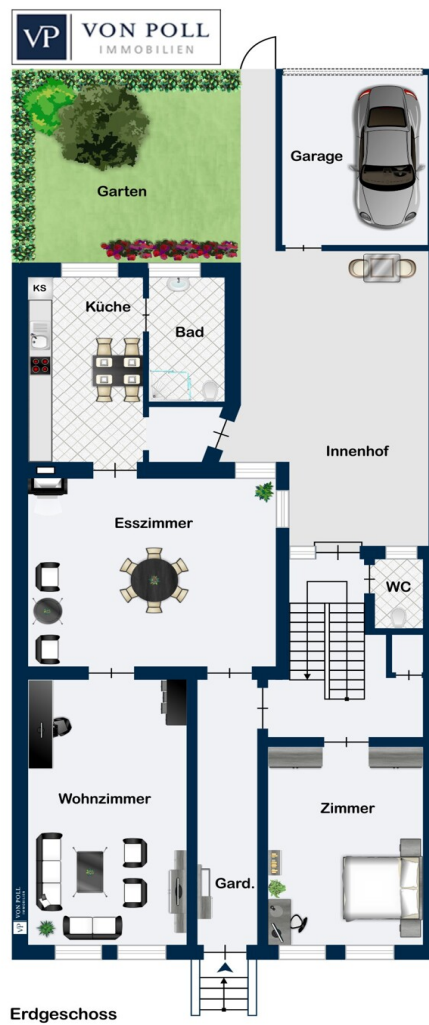 VP VON POLL
IMMOBILIEN
Garage
Garten
KS
Küche
Bad
Innenhof
Esszimmer
WC
Wohnzimmer
Zimmer
Gard.
VP VON POLL
IMMOBILIEN
Erdgeschoss